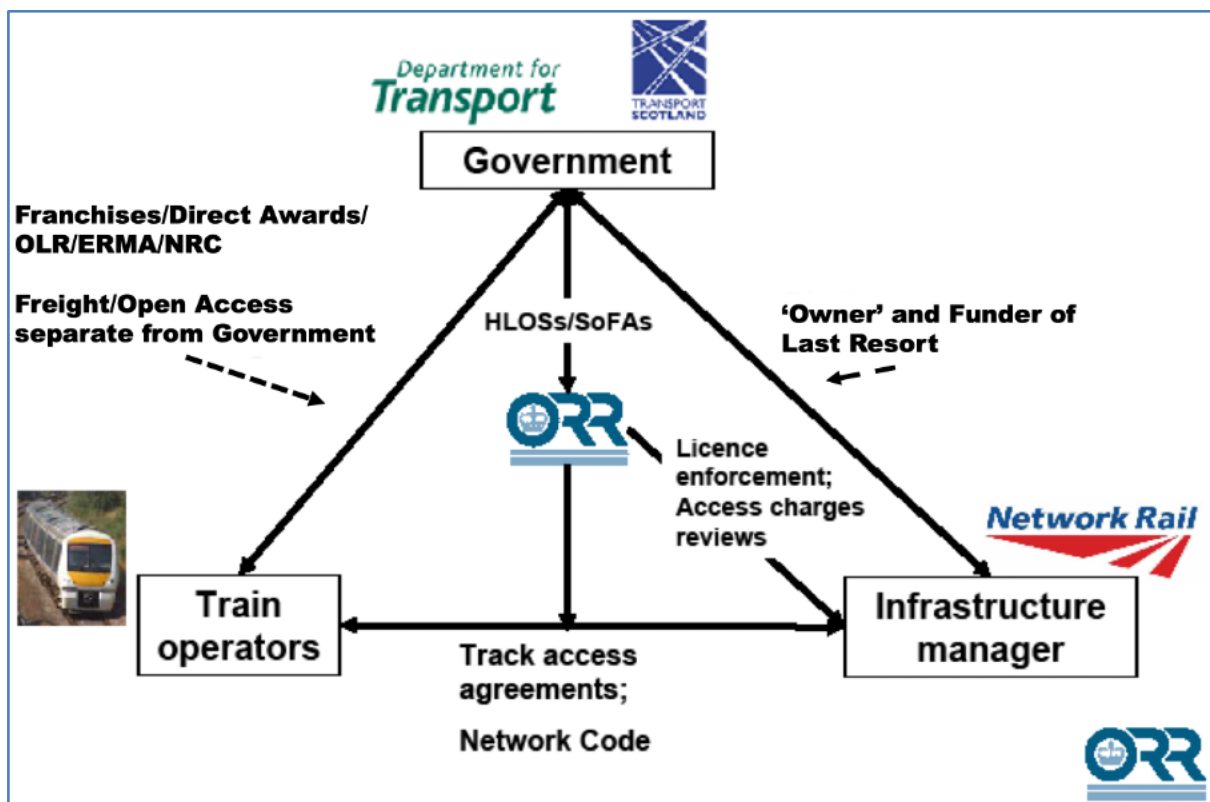 Department for
Transport
TRANSPORT
SCOTLAND
Government
Franchises/Direct Awards/
OLR/ERMA/NRC
Freight/Open Access
separate from Government
HLOSs/SoFAs
‘Owner’ and Funder of
Last Resort
ORR
Licence
enforcement;
Access charges
reviews
Network Rail
Train
operators
Infrastructure
manager
Track access
agreements;
Network Code
ORR